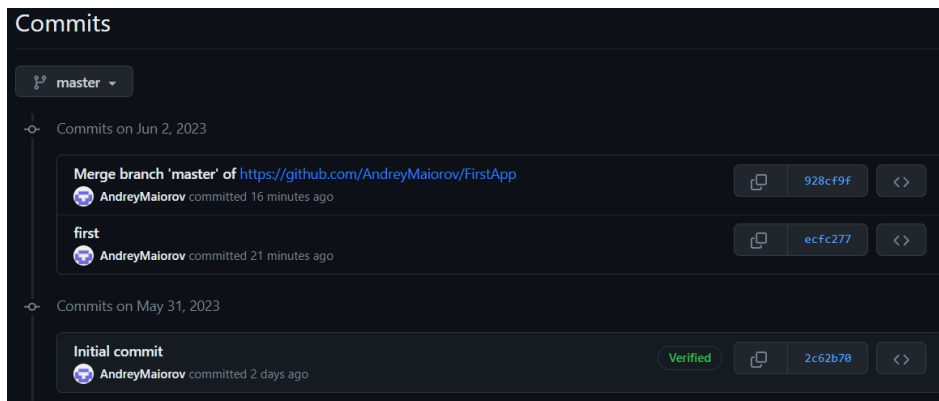 Commits
master
Commits on Jun 2, 2023
Merge branch 'master' of https://github.com/AndreyMaiorov/FirstApp
928cf9f
AndreyMaiorov committed 16 minutes ago
first
ecfc277
AndreyMaiorov committed 21 minutes ago
Commits on May 31, 2023
Initial commit
Verified
2c62b70
AndreyMaiorov committed 2 days ago